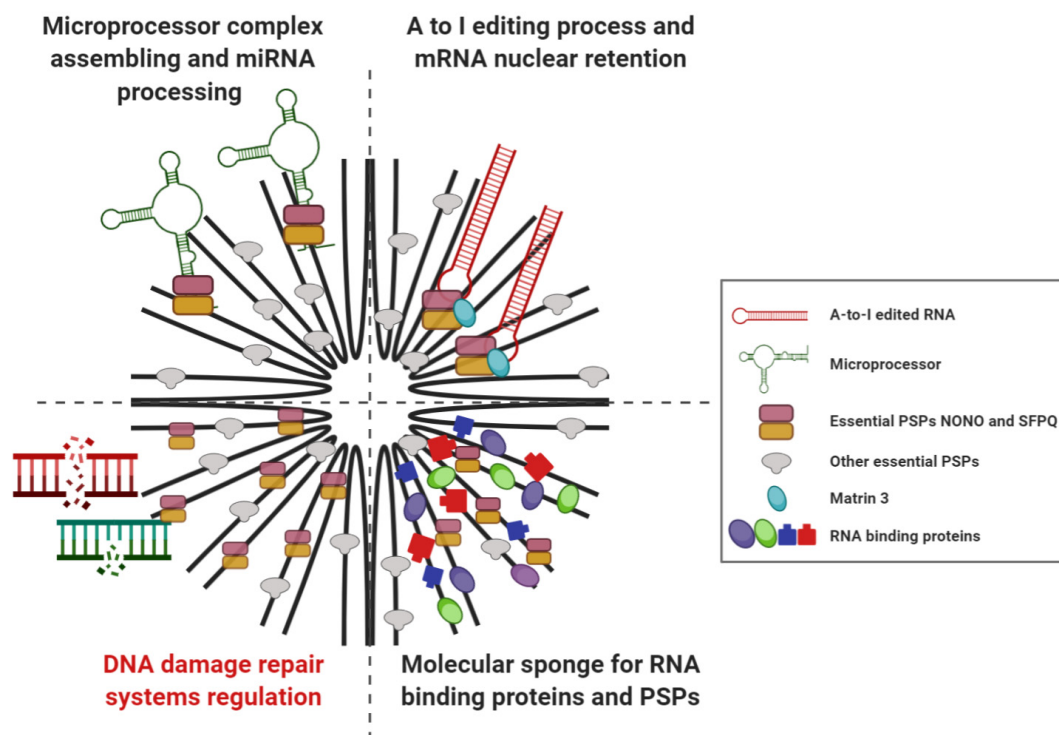 Microprocessor complex
assembling and miRNA
processing
A to I editing process and
mRNA nuclear retention
A-to-I edited RNA
Microprocessor
Essential PSPs NONO and SFPQ
Other essential PSPs
Matrin 3
RNA binding proteins
DNA damage repair
systems regulation
Molecular sponge for RNA
binding proteins and PSPs